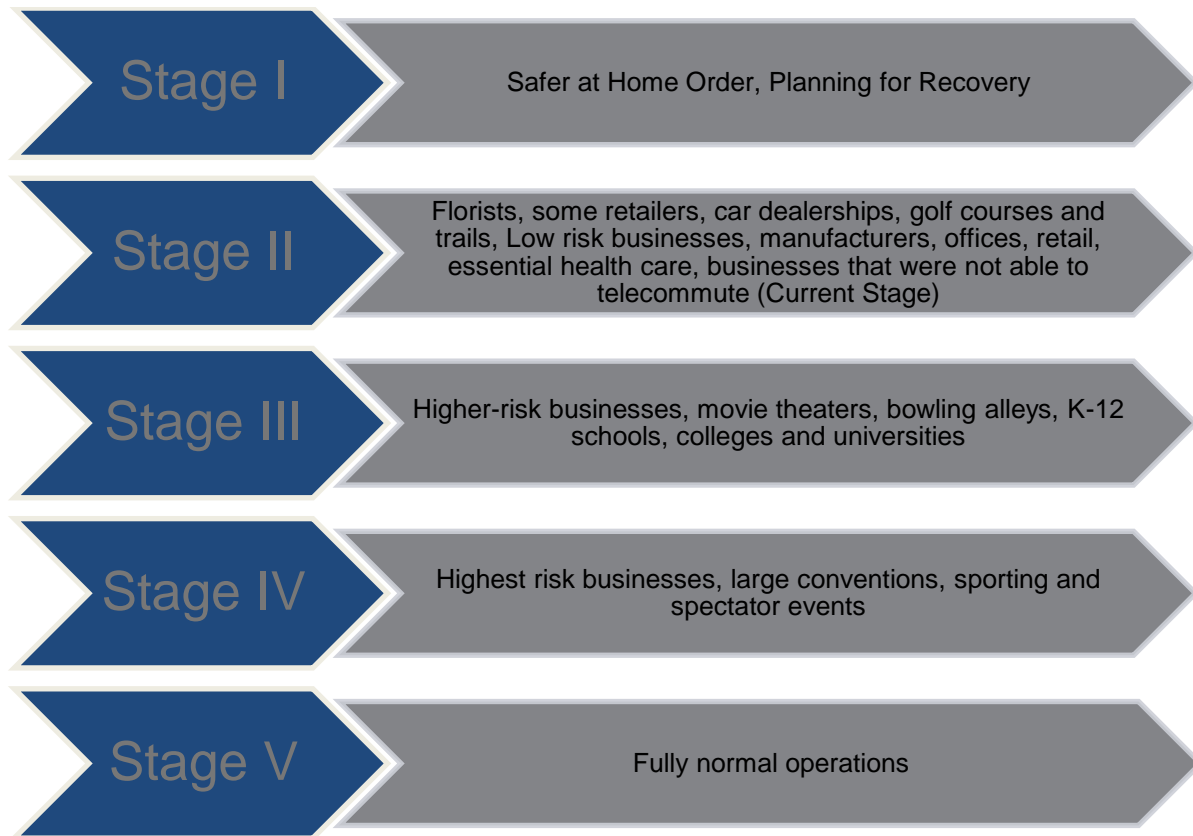 Stage I
Safer at Home Order, Planning for Recovery
Stage II
Florists, some retailers, car dealerships, golf courses and
trails, Low risk businesses, manufacturers, offices, retail,
essential health care, businesses that were not able to
telecommute (Current Stage)
Stage III
Higher-risk businesses, movie theaters, bowling alleys, K-12
schools, colleges and universities
Stage IV
Highest risk businesses, large conventions, sporting and
spectator events
Stage V
Fully normal operations